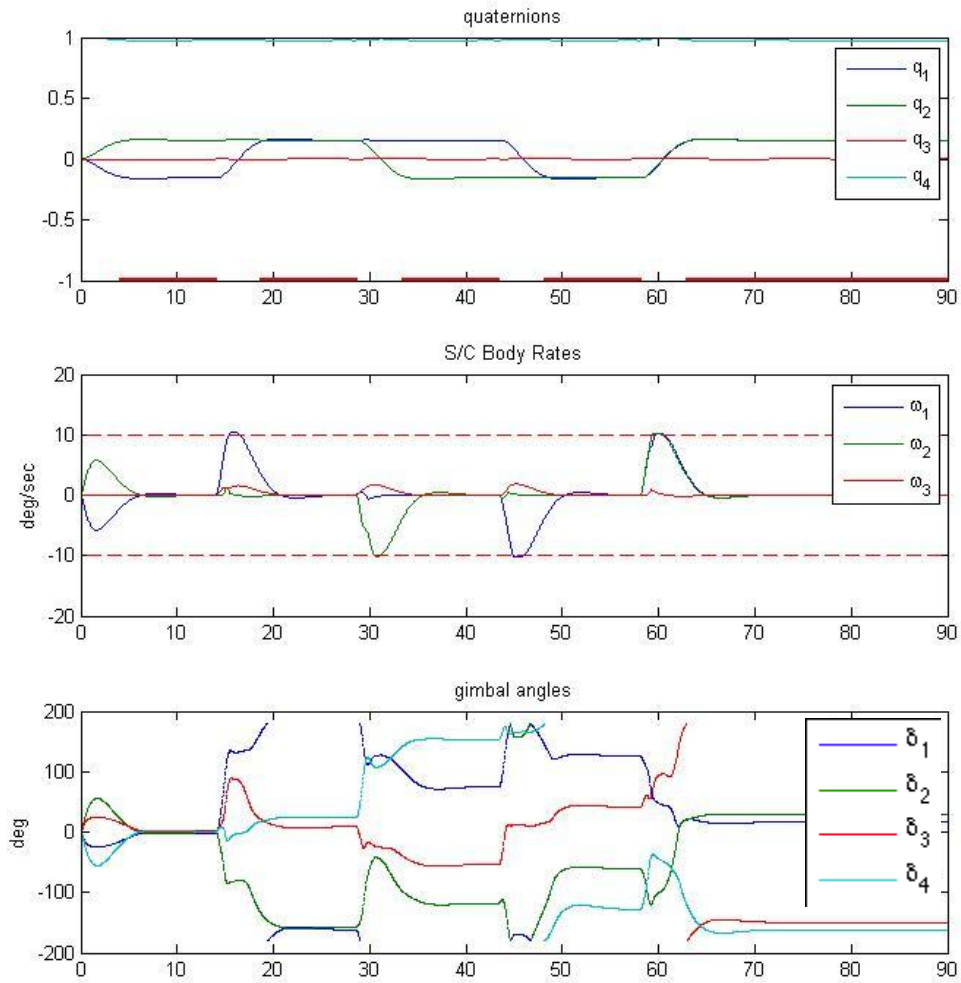 quaternions
1
0.5
0
-0.5
-1
q1
q2
q3
q4
0 10 20 30 40 50 60 70 80 90
S/C Body Rates
deg/sec
20
10
0
-10
-20
ω1
ω2
ω3
0 10 20 30 40 50 60 70 80 90
gimbal angles
deg
200
100
0
-100
-200
δ1
δ2
δ3
δ4
0 10 20 30 40 50 60 70 80 90